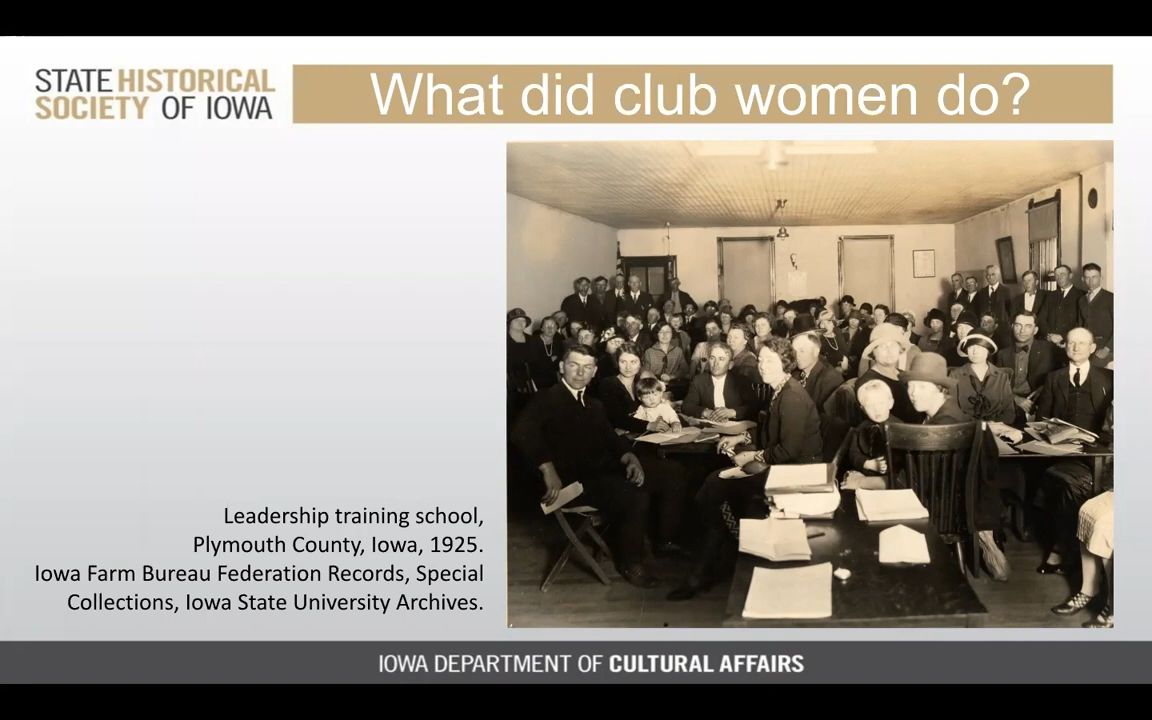 STATE HISTORICAL
SOCIETY OF IOWA
What did club women do?
Leadership training school,
Plymouth County, Iowa, 1925.
Iowa Farm Bureau Federation Records, Special
Collections, Iowa State University Archives.
IOWA DEPARTMENT OF CULTURAL AFFAIRS